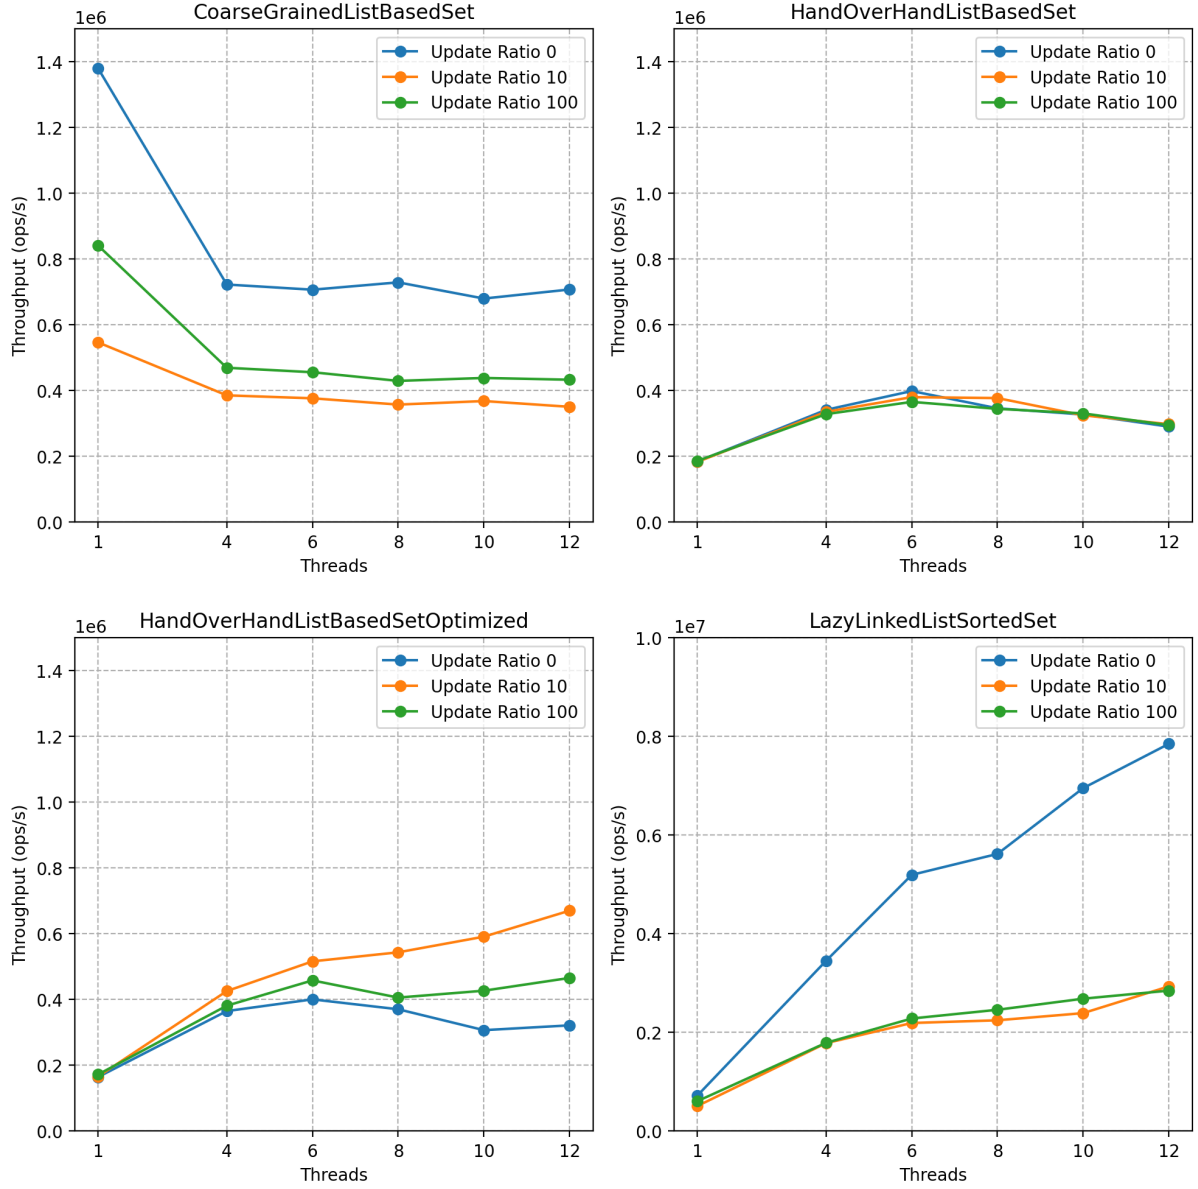 CoarseGrainedListBasedSet
1e6
Update Ratio 0
Update Ratio 10
Update Ratio 100
1.4
1.2
1.0
0.8
0.6
0.4
0.2
0.0
Throughput (ops/s)
1 4 6 8 10 12
Threads
HandOverHandListBasedSet
1e6
Update Ratio 0
Update Ratio 10
Update Ratio 100
1.4
1.2
1.0
0.8
0.6
0.4
0.2
0.0
Throughput (ops/s)
1 4 6 8 10 12
Threads
HandOverHandListBasedSetOptimized
1e6
Update Ratio 0
Update Ratio 10
Update Ratio 100
1.4
1.2
1.0
0.8
0.6
0.4
0.2
0.0
Throughput (ops/s)
1 4 6 8 10 12
Threads
LazyLinkedListSortedSet
1e7
Update Ratio 0
Update Ratio 10
Update Ratio 100
1.0
0.8
0.6
0.4
0.2
0.0
Throughput (ops/s)
1 4 6 8 10 12
Threads